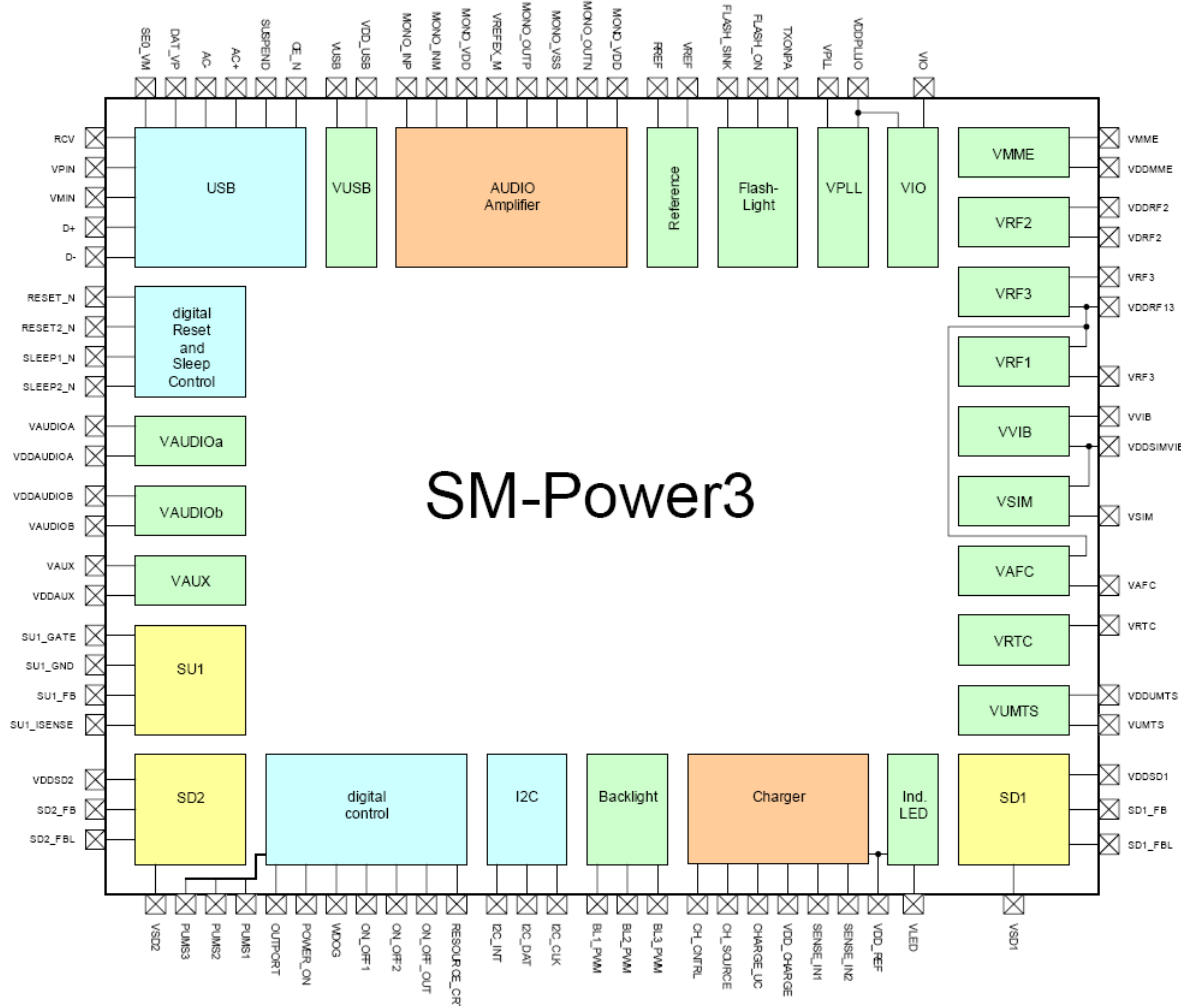 SE0_VM
DAT_VP
AC-
AC+
SUSPEND
CE_N
VUSB
VDD_USB
MONO_INP
MONO_INM
MONO_VDD
VREFEX_M
MONO_OUTP
MONO_VSS
MONO_OUTN
MONO_VDD
RREF
VREF
FLASH_SINK
FLASH_ON
TXONPA
VPLL
VDDPLLIO
VIO
RCV
VPIN
VMIN
D+
D-
USB
VUSB
AUDIO
Amplifier
Reference
Flash-
Light
VPLL
VIO
VMME
VMME
VDDMME
VRF2
VDDRF2
VDRF2
RESET_N
RESET2_N
SLEEP1_N
SLEEP2_N
digital
Reset
and
Sleep
Control
VRF3
VRF3
VDDRF13
VRF1
VRF3
VAUDIOA
VDDAUDIOA
VAUDIOa
VVIB
VVIB
VDDSIMVIB
VDDAUDIOB
VAUDIOB
VAUDIOb
SM-Power3
VSIM
VSIM
VAUX
VDDAUX
VAUX
VAFC
VAFC
SU1_GATE
SU1_GND
SU1_FB
SU1_ISENSE
SU1
VRTC
VRTC
VUMTS
VDDUMTS
VUMTS
VDDSD2
SD2_FB
SD2_FBL
SD2
digital
control
I2C
Backlight
Charger
Ind.
LED
SD1
VDDSD1
SD1_FB
SD1_FBL
VSD2
PUMS3
PUMS2
PUMS1
OUTPORT
POWER_ON
WDOG
ON_OFF1
ON_OFF2
ON_OFF_OUT
RESOURCE_CRT
I2C_INT
I2C_DAT
I2C_CLK
BL1_PWM
BL2_PWM
BL3_PWM
CH_CNTRL
CH_SOURCE
CHARGE_UC
VDD_CHARGE
SENSE_IN1
SENSE_IN2
VDD_REF
VLED
VSD1